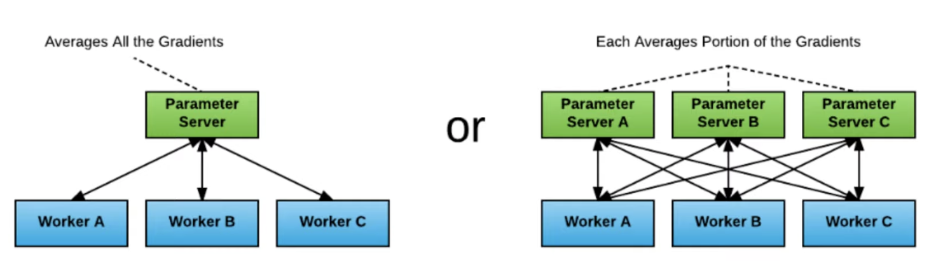 Averages All the Gradients
Parameter
Server
Worker A
Worker B
Worker C
or
Each Averages Portion of the Gradients
Parameter
Server A
Parameter
Server B
Parameter
Server C
Worker A
Worker B
Worker C